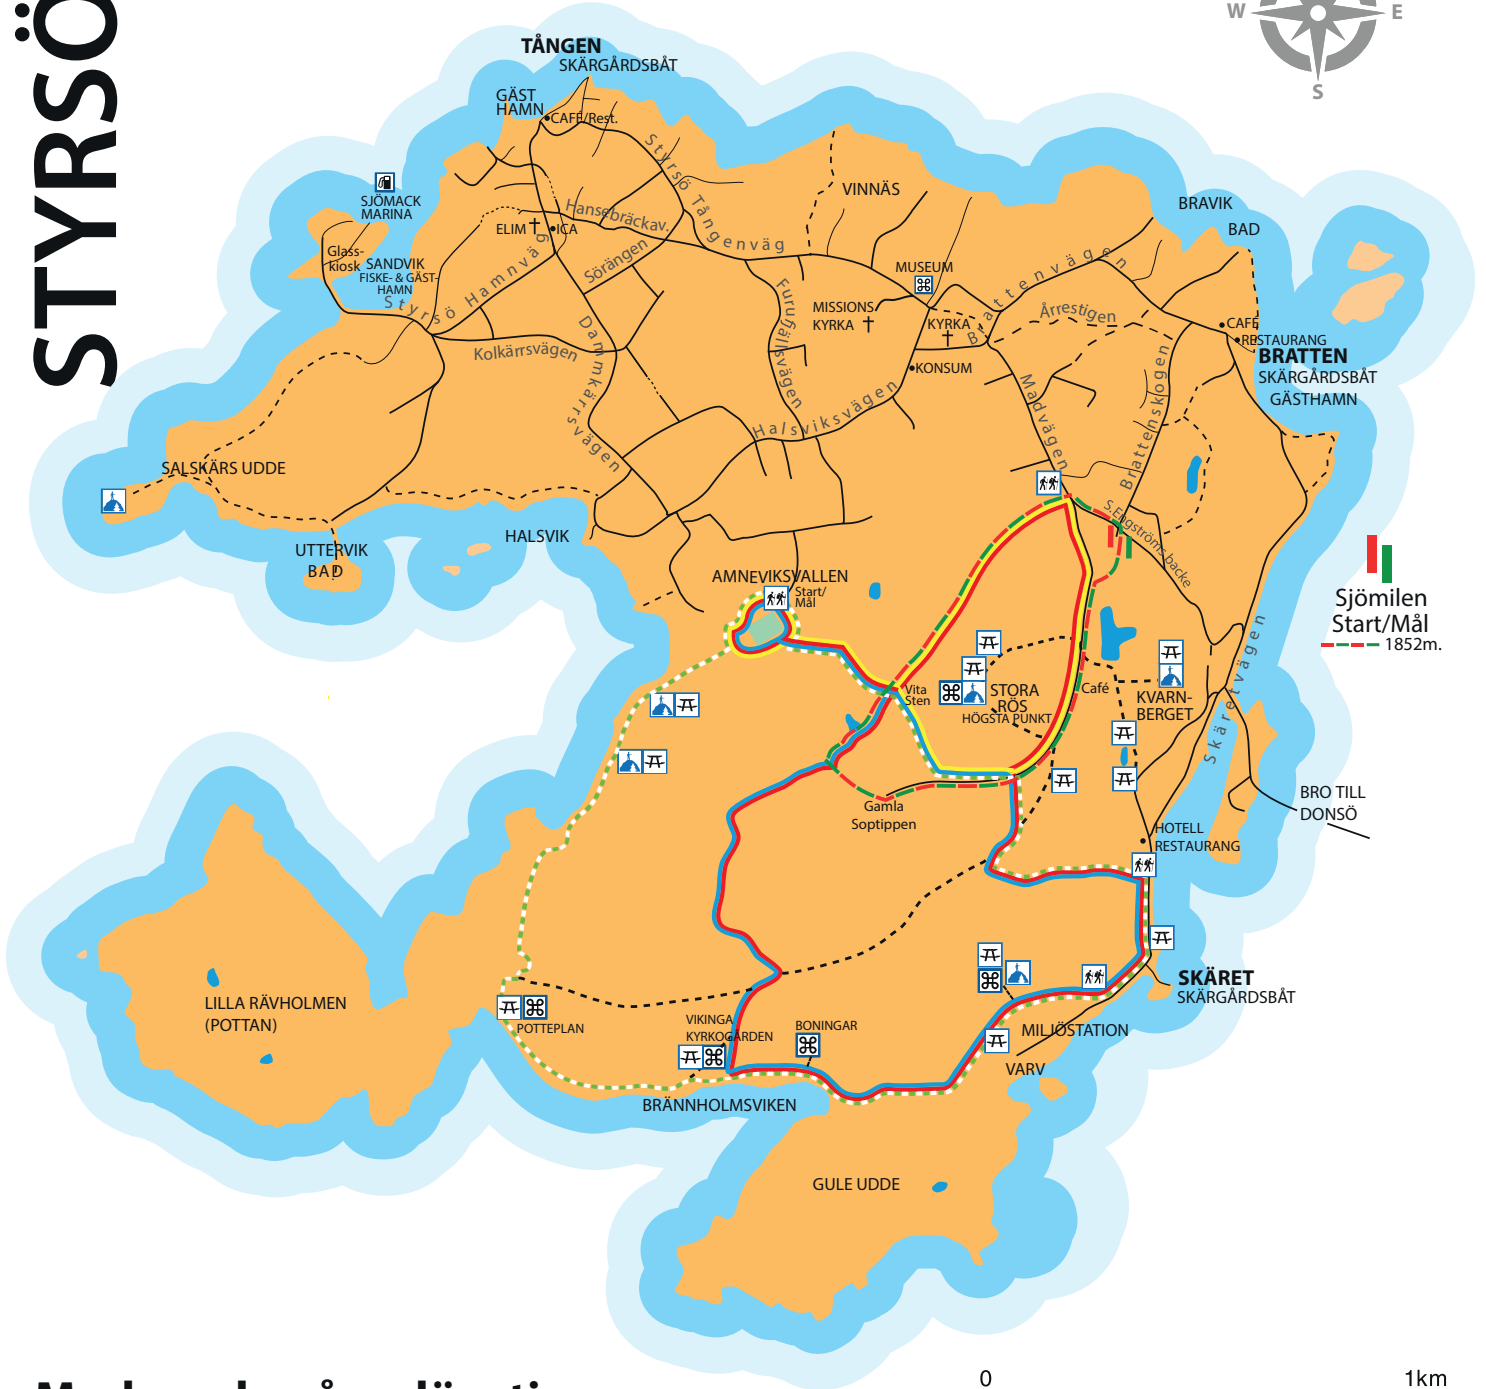 STYRSÖ
W
E
S
TÅNGEN
SKÄRGÅRDSBÅT
GÄST
HAMN
CAFÉ/Rest.
Styrsö Tångenväg
VINNÄS
SJÖMACK
MARINA
BRAVIK
BAD
Hansebräckav.
ELIM
ICA
Glass-
kiosk
SANDVIK
FISKE- & GÄST-
HAMN
Styrsö Hamnväg
Sörängen
MUSEUM
Brattenvägen
Furufjällsvägen
MISSIONS
KYRKA
KYRKA
Årrestigen
CAFÉ
RESTAURANG
BRATTEN
SKÄRGÅRDSBÅT
GÄSTHAMN
Kolkärrsvägen
Dammkärrsvägen
KONSUM
Madvägen
Brattenskogen
Halsviksvägen
SALSKÄRS UDDE
S.Engströms backe
UTTERVIK
BAD
HALSVIK
AMNEVIKSVALLEN
Start/
Mål
Sjömilen
Start/Mål
1852m.
Skäretvägen
Vita
Sten
STORA
RÖS
HÖGSTA PUNKT
Café
KVARN-
BERGET
Gamla
Soptippen
BRO TILL
DONSÖ
HOTELL
RESTAURANG
LILLA RÄVHOLMEN
(POTTAN)
POTTEPLAN
VIKINGA
KYRKOGÅRDEN
BONINGAR
SKÄRET
SKÄRGÅRDSBÅT
MILJÖSTATION
VARV
BRÄNNHOLMSVIKEN
GULE UDDE
0
1km